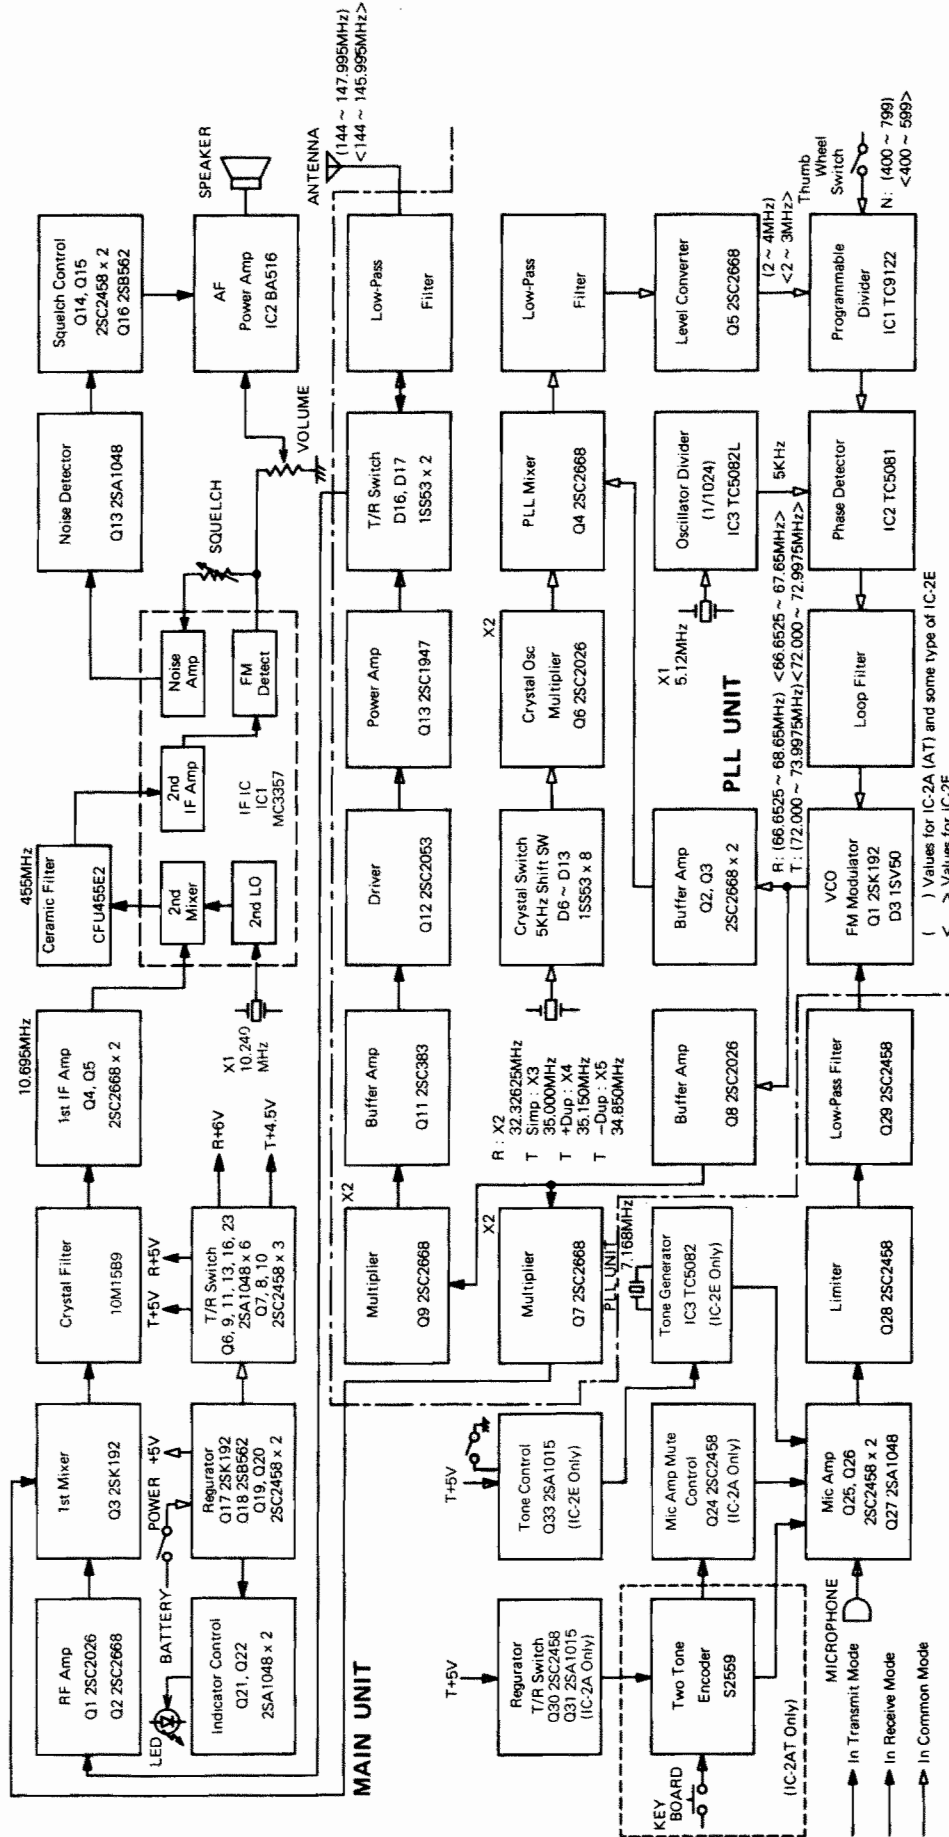 RF Amp
Q1 2SC2026
Q2 2SC2668
1st Mixer
Q3 2SK192
Crystal Filter
10M15B9
10.695MHz
1st IF Amp
Q4, Q5
2SC2668 x 2
455MHz
Ceramic Filter
CFU455E2
2nd
Mixer
2nd LO
X1
10.240
MHz
2nd
IF Amp
IF IC
IC1
MC3357
Noise
Amp
FM
Detect
SQUELCH
VOLUME
Noise Detector
Q13 2SA1048
Squelch Control
Q14, Q15
2SC2458 x 2
Q16 2SB562
AF
Power Amp
IC2 BA516
SPEAKER
LED
BATTERY
POWER
+5V
Indicator Control
Q21, Q22
2SA1048 x 2
Regurator
Q17 2SK192
Q18 2SB562
Q19, Q20
2SC2458 x 2
T+5V
R+5V
T/R Switch
Q6, 9, 11, 13, 16, 23
2SA1048 x 6
Q7, 8, 10
2SC2458 x 3
R+6V
T+4.5V
MAIN UNIT
X2
Multiplier
Q9 2SC2668
Buffer Amp
Q11 2SC383
Driver
Q12 2SC2053
Power Amp
Q13 2SC1947
T/R Switch
D16, D17
1SS53 x 2
Low-Pass
Filter
ANTENNA
(144 ~ 147.995MHz)
<144 ~ 145.995MHz>
X2
Multiplier
Q7 2SC2668
R : X2
32.32625MHz
T Simp : X3
35.000MHz
T +Dup : X4
35.150MHz
T −Dup : X5
34.850MHz
Crystal Switch
5KHz Shift SW
D6 ~ D13
1SS53 x 8
X2
Crystal Osc
Multiplier
Q6 2SC2026
PLL Mixer
Q4 2SC2668
Low-Pass
Filter
T+5V
Regurator
T/R Switch
Q30 2SC2458
Q31 2SA1015
(IC-2A Only)
T+5V
Tone Control
Q33 2SA1015
(IC-2E Only)
PLL UNIT
7.168MHz
Tone Generator
IC3 TC5082
(IC-2E Only)
Buffer Amp
Q8 2SC2026
Buffer Amp
Q2, Q3
2SC2668 x 2
PLL UNIT
X1
5.12MHz
Oscillator Divider
(1/1024)
IC3 TC5082L
5KHz
Level Converter
Q5 2SC2668
(2 ~ 4MHz)
<2 ~ 3MHz>
R: (66.6525 ~ 68.65MHz) <66.6525 ~ 67.65MHz>
T : (72.000 ~ 73.9975MHz)<72.000 ~ 72.9975MHz>
KEY
BOARD
Two Tone
Encoder
S2559
(IC-2AT Only)
Mic Amp Mute
Control
Q24 2SC2458
(IC-2A Only)
MICROPHONE
Mic Amp
Q25, Q26
2SC2458 x 2
Q27 2SA1048
Limiter
Q28 2SC2458
Low-Pass Filter
Q29 2SC2458
VCO
FM Modulator
Q1 2SK192
D3 1SV50
Loop Filter
Phase Detector
IC2 TC5081
Programmable
Divider
IC1 TC9122
Thumb
Wheel
Switch
N: (400 ~ 799)
<400 ~ 599>
In Transmit Mode
In Receive Mode
In Common Mode
( ) Values for IC-2A (AT) and some type of IC-2E
< > Values for IC-2E